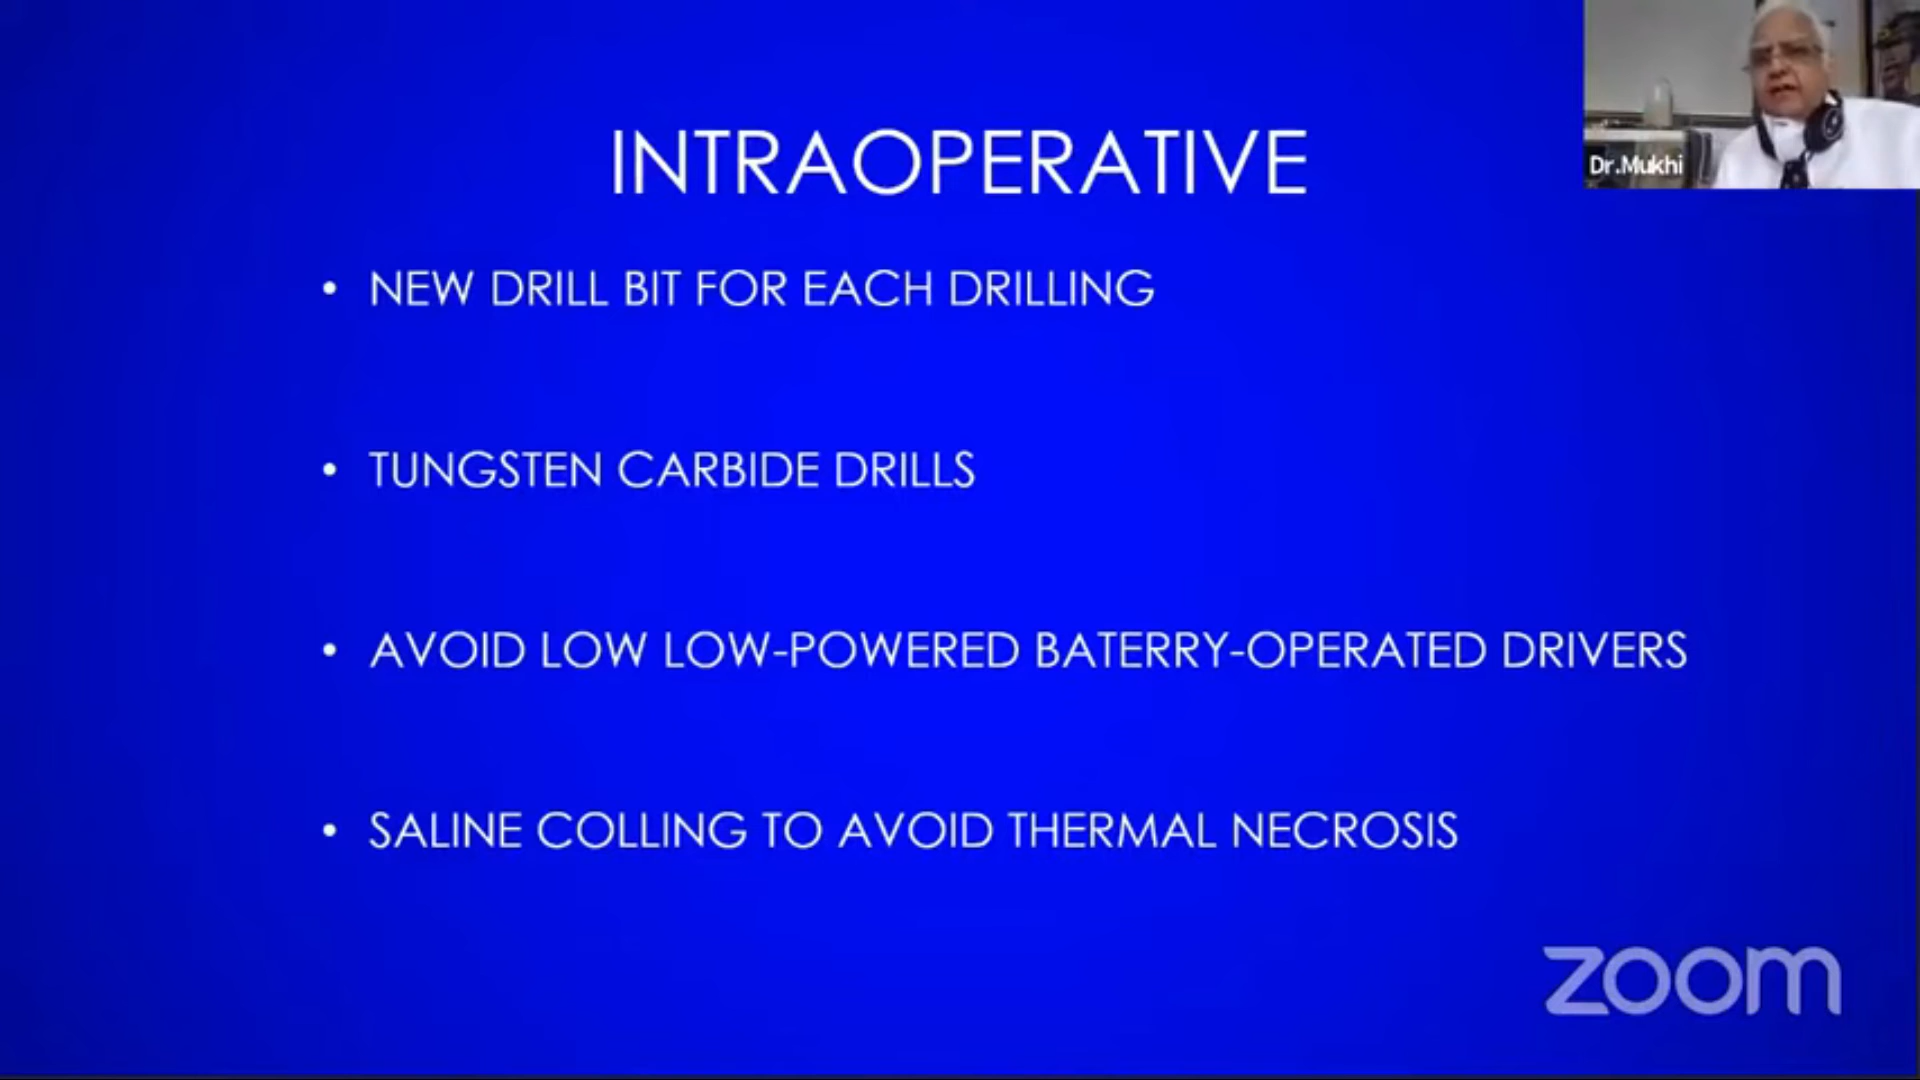 INTRAOPERATIVE
• NEW DRILL BIT FOR EACH DRILLING
• TUNGSTEN CARBIDE DRILLS
• AVOID LOW LOW-POWERED BATERRY-OPERATED DRIVERS
• SALINE COLLING TO AVOID THERMAL NECROSIS
Dr.Mukhi
zoom